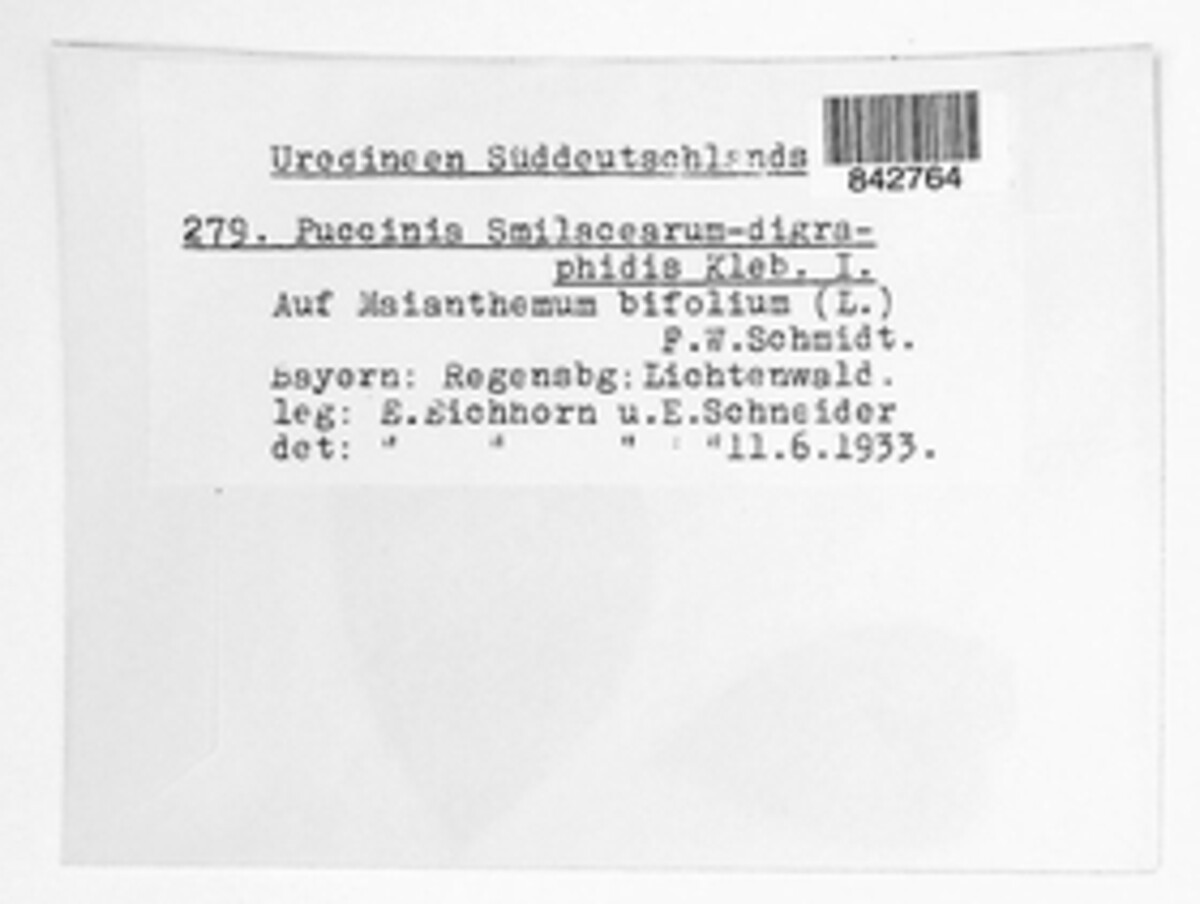 Uredineen Süddeutschlands
842764
279. Puccinia Smilacearum-digra-
phidis Kleb. I.
Auf Maianthemum bifolium (L.)
F.W.Schmidt.
Bayern: Regensbg: Lichtenwald.
leg: E.Eichhorn u.E.Schneider
det: " " " : "11.6.1933.